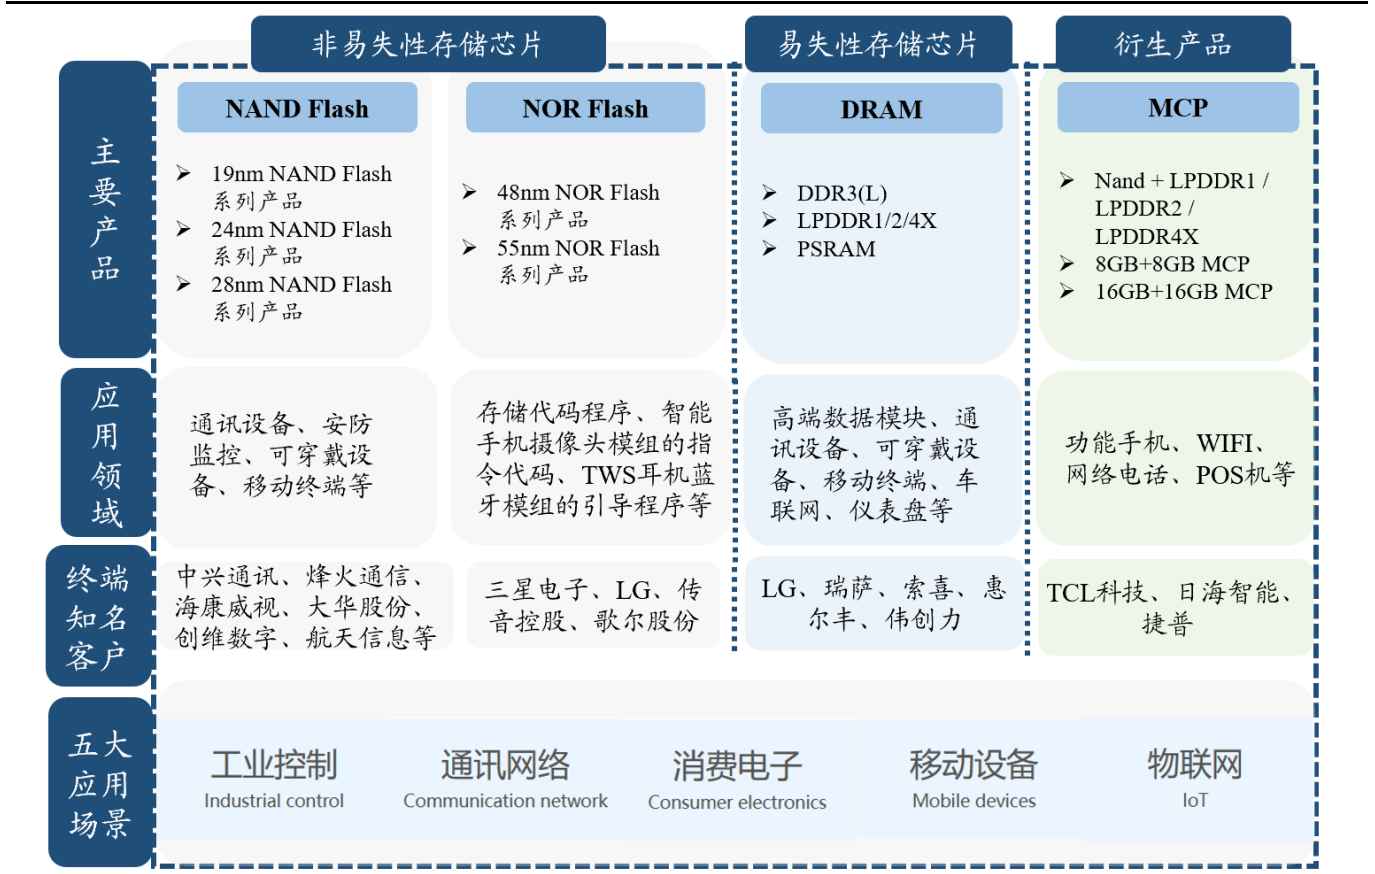 非易失性存储芯片
易失性存储芯片
衍生产品
主要产品
NAND Flash
19nm NAND Flash
系列产品
24nm NAND Flash
系列产品
28nm NAND Flash
系列产品
NOR Flash
48nm NOR Flash
系列产品
55nm NOR Flash
系列产品
DRAM
DDR3(L)
LPDDR1/2/4X
PSRAM
MCP
Nand + LPDDR1 /
LPDDR2 /
LPDDR4X
8GB+8GB MCP
16GB+16GB MCP
应用领域
通讯设备、安防
监控、可穿戴设
备、移动终端等
存储代码程序、智能
手机摄像头模组的指
令代码、TWS耳机蓝
牙模组的引导程序等
高端数据模块、通
讯设备、可穿戴设
备、移动终端、车
联网、仪表盘等
功能手机、WIFI、
网络电话、POS机等
终端
知名
客户
中兴通讯、烽火通信、
海康威视、大华股份、
创维数字、航天信息等
三星电子、LG、传
音控股、歌尔股份
LG、瑞萨、索喜、惠
尔丰、伟创力
TCL科技、日海智能、
捷普
五大
应用
场景
工业控制
Industrial control
通讯网络
Communication network
消费电子
Consumer electronics
移动设备
Mobile devices
物联网
IoT